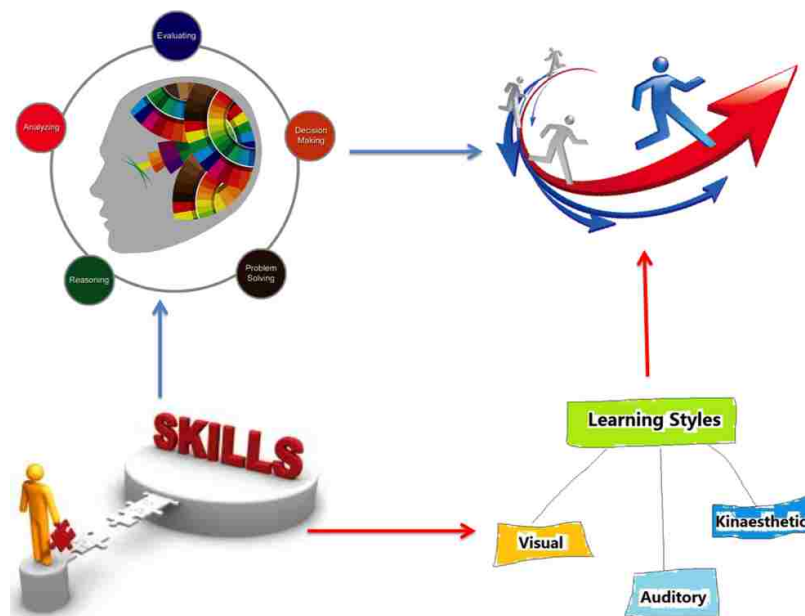 Evaluating
Analyzing
Decision
Making
Reasoning
Problem
Solving
SKILLS
Learning Styles
Visual
Auditory
Kinaesthetic